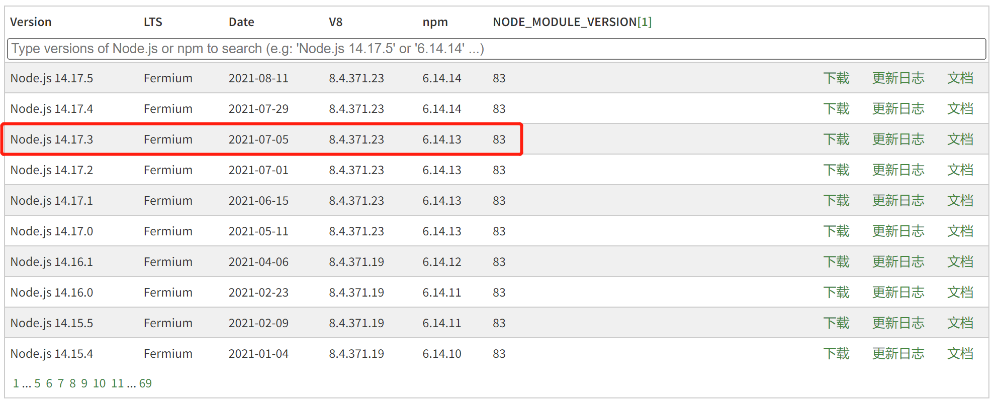 Version LTS Date V8 npm NODE_MODULE_VERSION[1]
Type versions of Node.js or npm to search (e.g: 'Node.js 14.17.5' or '6.14.14' ...)
Node.js 14.17.5 Fermium 2021-08-11 8.4.371.23 6.14.14 83 下载 更新日志 文档
Node.js 14.17.4 Fermium 2021-07-29 8.4.371.23 6.14.14 83 下载 更新日志 文档
Node.js 14.17.3 Fermium 2021-07-05 8.4.371.23 6.14.13 83 下载 更新日志 文档
Node.js 14.17.2 Fermium 2021-07-01 8.4.371.23 6.14.13 83 下载 更新日志 文档
Node.js 14.17.1 Fermium 2021-06-15 8.4.371.23 6.14.13 83 下载 更新日志 文档
Node.js 14.17.0 Fermium 2021-05-11 8.4.371.23 6.14.13 83 下载 更新日志 文档
Node.js 14.16.1 Fermium 2021-04-06 8.4.371.19 6.14.12 83 下载 更新日志 文档
Node.js 14.16.0 Fermium 2021-02-23 8.4.371.19 6.14.11 83 下载 更新日志 文档
Node.js 14.15.5 Fermium 2021-02-09 8.4.371.19 6.14.11 83 下载 更新日志 文档
Node.js 14.15.4 Fermium 2021-01-04 8.4.371.19 6.14.10 83 下载 更新日志 文档
1 ... 5 6 7 8 9 10 11 ... 69